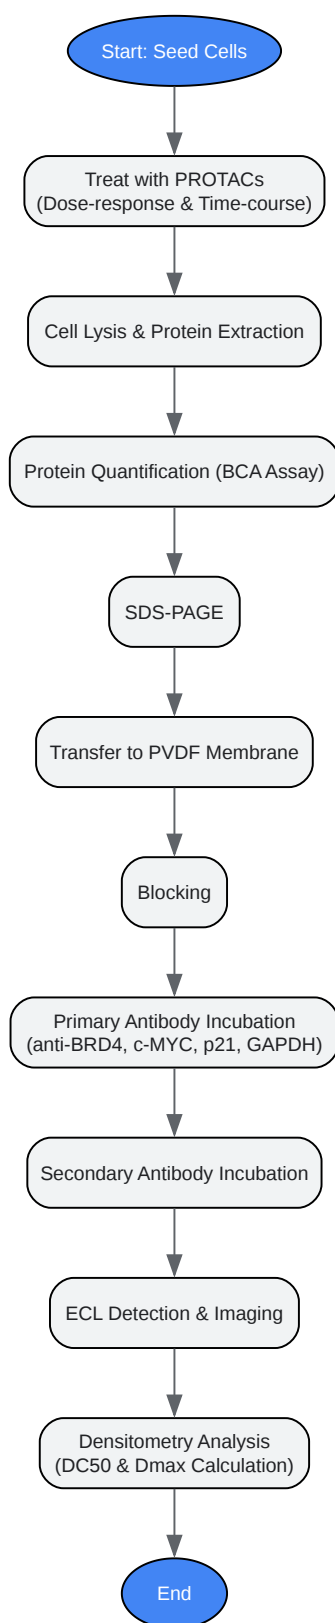 Start: Seed Cells
Treat with PROTACs
(Dose-response & Time-course)
Cell Lysis & Protein Extraction
Protein Quantification (BCA Assay)
SDS-PAGE
Transfer to PVDF Membrane
Blocking
Primary Antibody Incubation
(anti-BRD4, c-MYC, p21, GAPDH)
Secondary Antibody Incubation
ECL Detection & Imaging
Densitometry Analysis
(DC50 & Dmax Calculation)
End